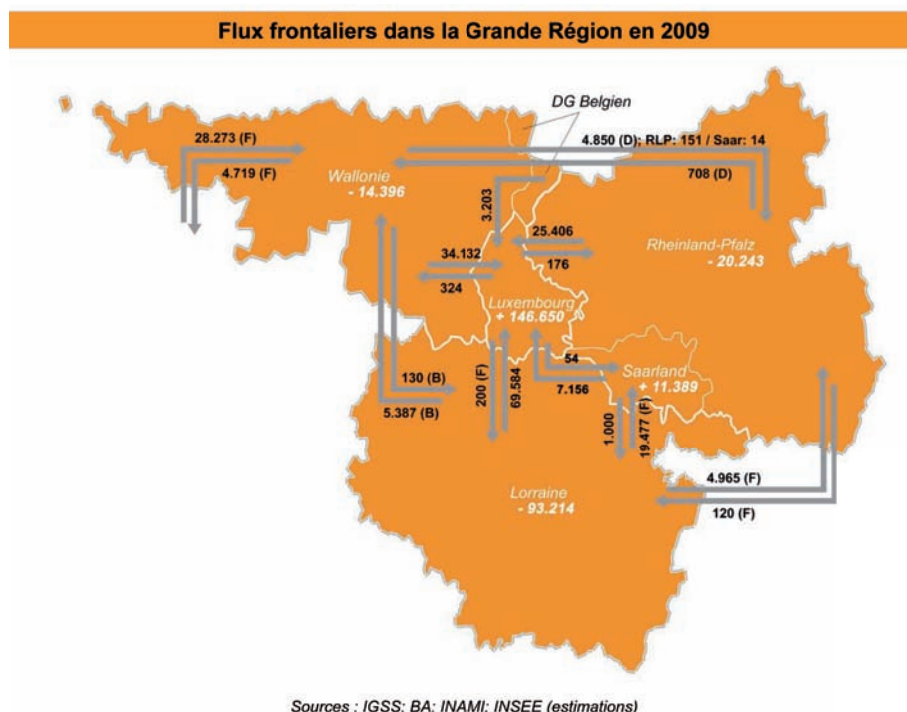 Flux frontaliers dans la Grande Région en 2009
DG Belgien
28.273 (F)
4.850 (D); RLP: 151 / Saar: 14
4.719 (F)
708 (D)
Wallonie
- 14.396
3.203
25.406
176
Rheinland-Pfalz
- 20.243
34.132
324
Luxembourg
+ 146.650
54
7.156
Saarland
+ 11.389
130 (B)
5.387 (B)
200 (F)
69.584
1.000
19.477 (F)
Lorraine
- 93.214
4.965 (F)
120 (F)
Sources : IGSS; BA; INAMI; INSEE (estimations)